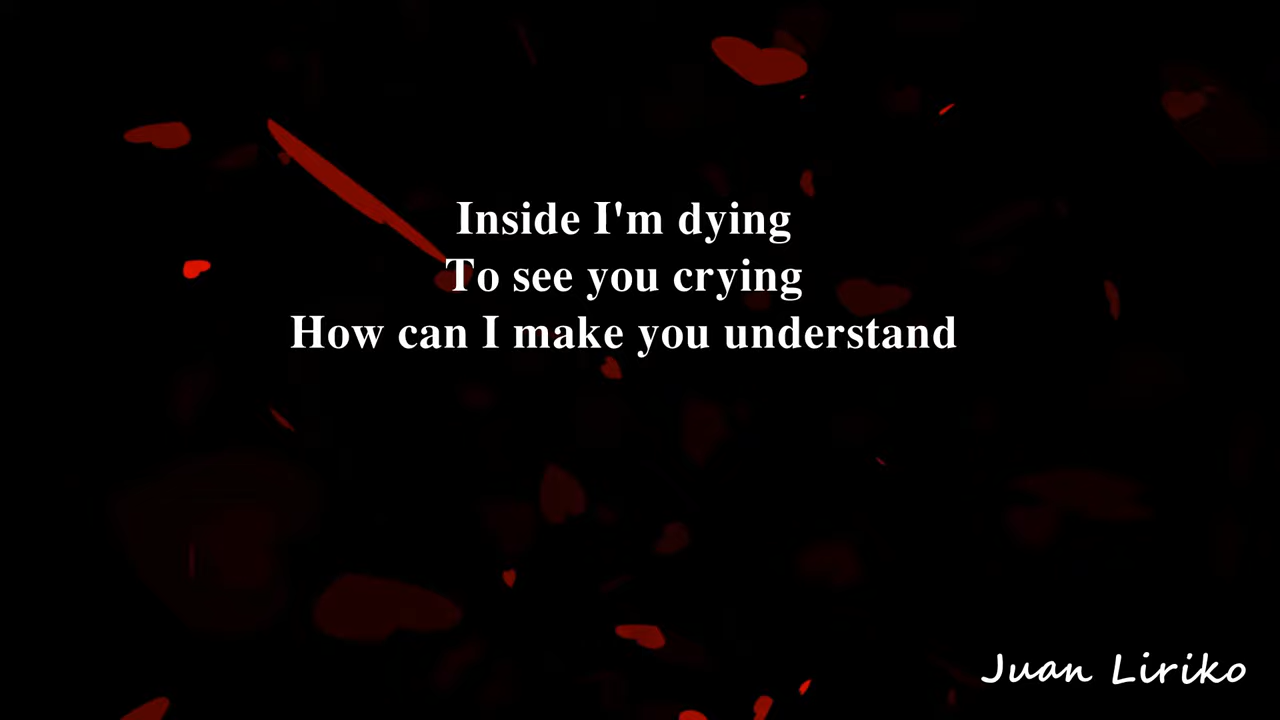 Inside I'm dying
To see you crying
How can I make you understand
Juan Liriko